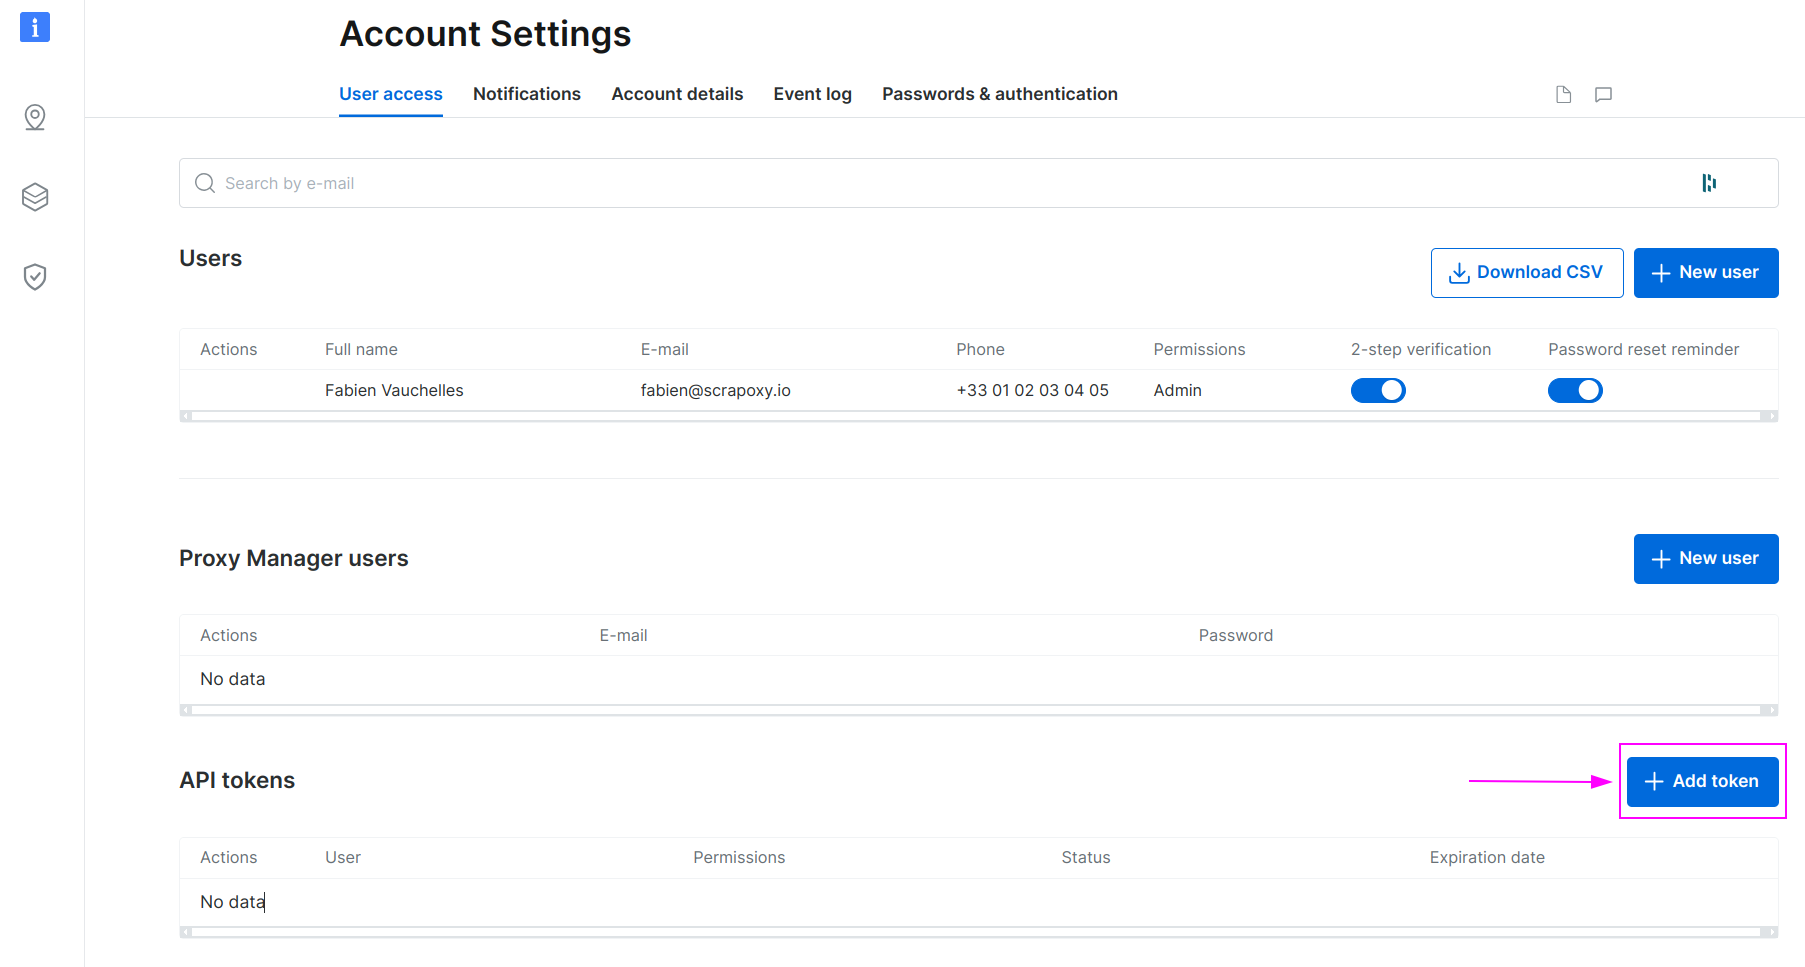 i
Account Settings
User access Notifications Account details Event log Passwords & authentication
Search by e-mail
Users
Download CSV New user
Actions Full name E-mail Phone Permissions 2-step verification Password reset reminder
Fabien Vauchelles fabien@scrapoxy.io +33 01 02 03 04 05 Admin
Proxy Manager users
New user
Actions E-mail Password
No data
API tokens
Add token
Actions User Permissions Status Expiration date
No data